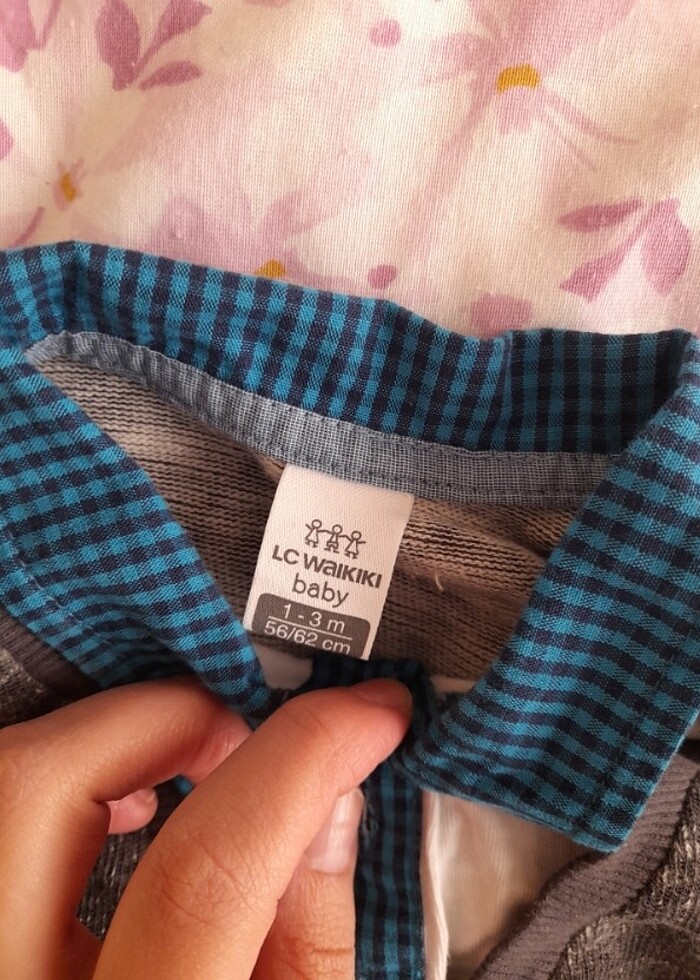 LC WAIKIKI
baby
1 - 3 m
56/62 cm